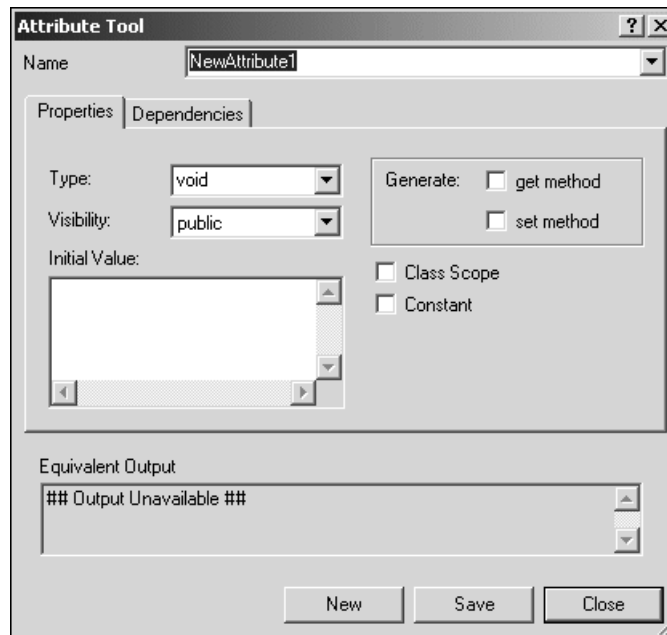 Attribute Tool
Name NewAttribute1
Properties Dependencies
Type: void
Visibility: public
Initial Value:
Generate: get method
set method
Class Scope
Constant
Equivalent Output
## Output Unavailable ##
New Save Close